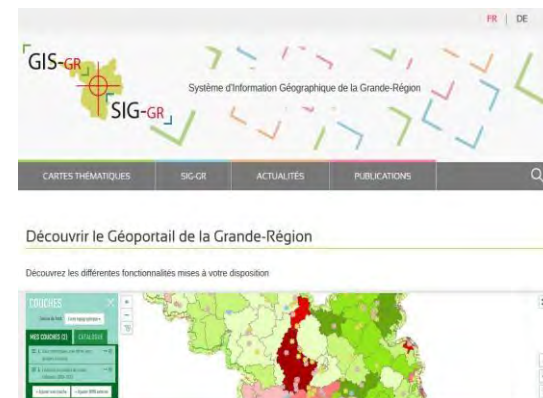 FR | DE
GIS-GR
SIG-GR
Système d'Information Géographique de la Grande-Région
CARTES THÉMATIQUES SIG-GR ACTUALITÉS PUBLICATIONS
Découvrir le Géoportail de la Grande-Région
Découvrez les différentes fonctionnalités mises à votre disposition
COUCHES
MES COUCHES (2) CATALOGUE